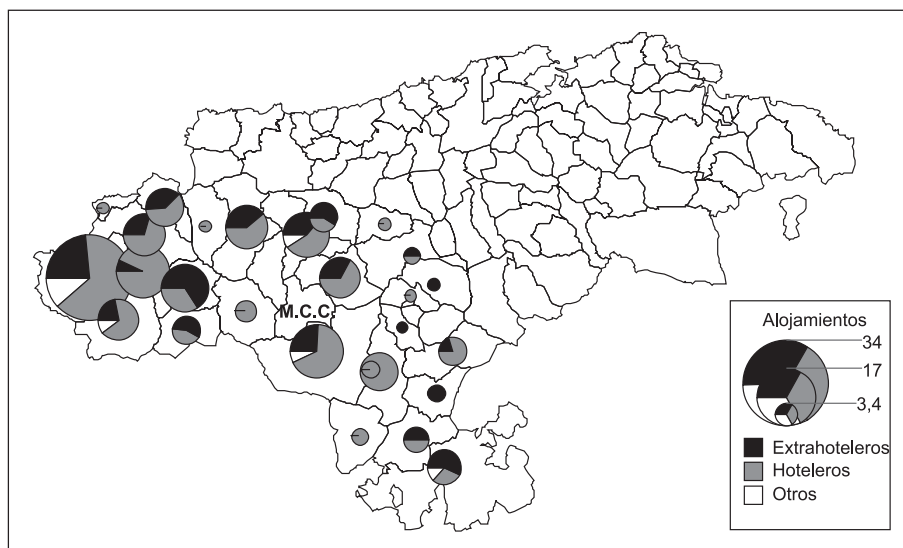 M.C.C.
Alojamientos
34
17
3,4
Extrahoteleros
Hoteleros
Otros